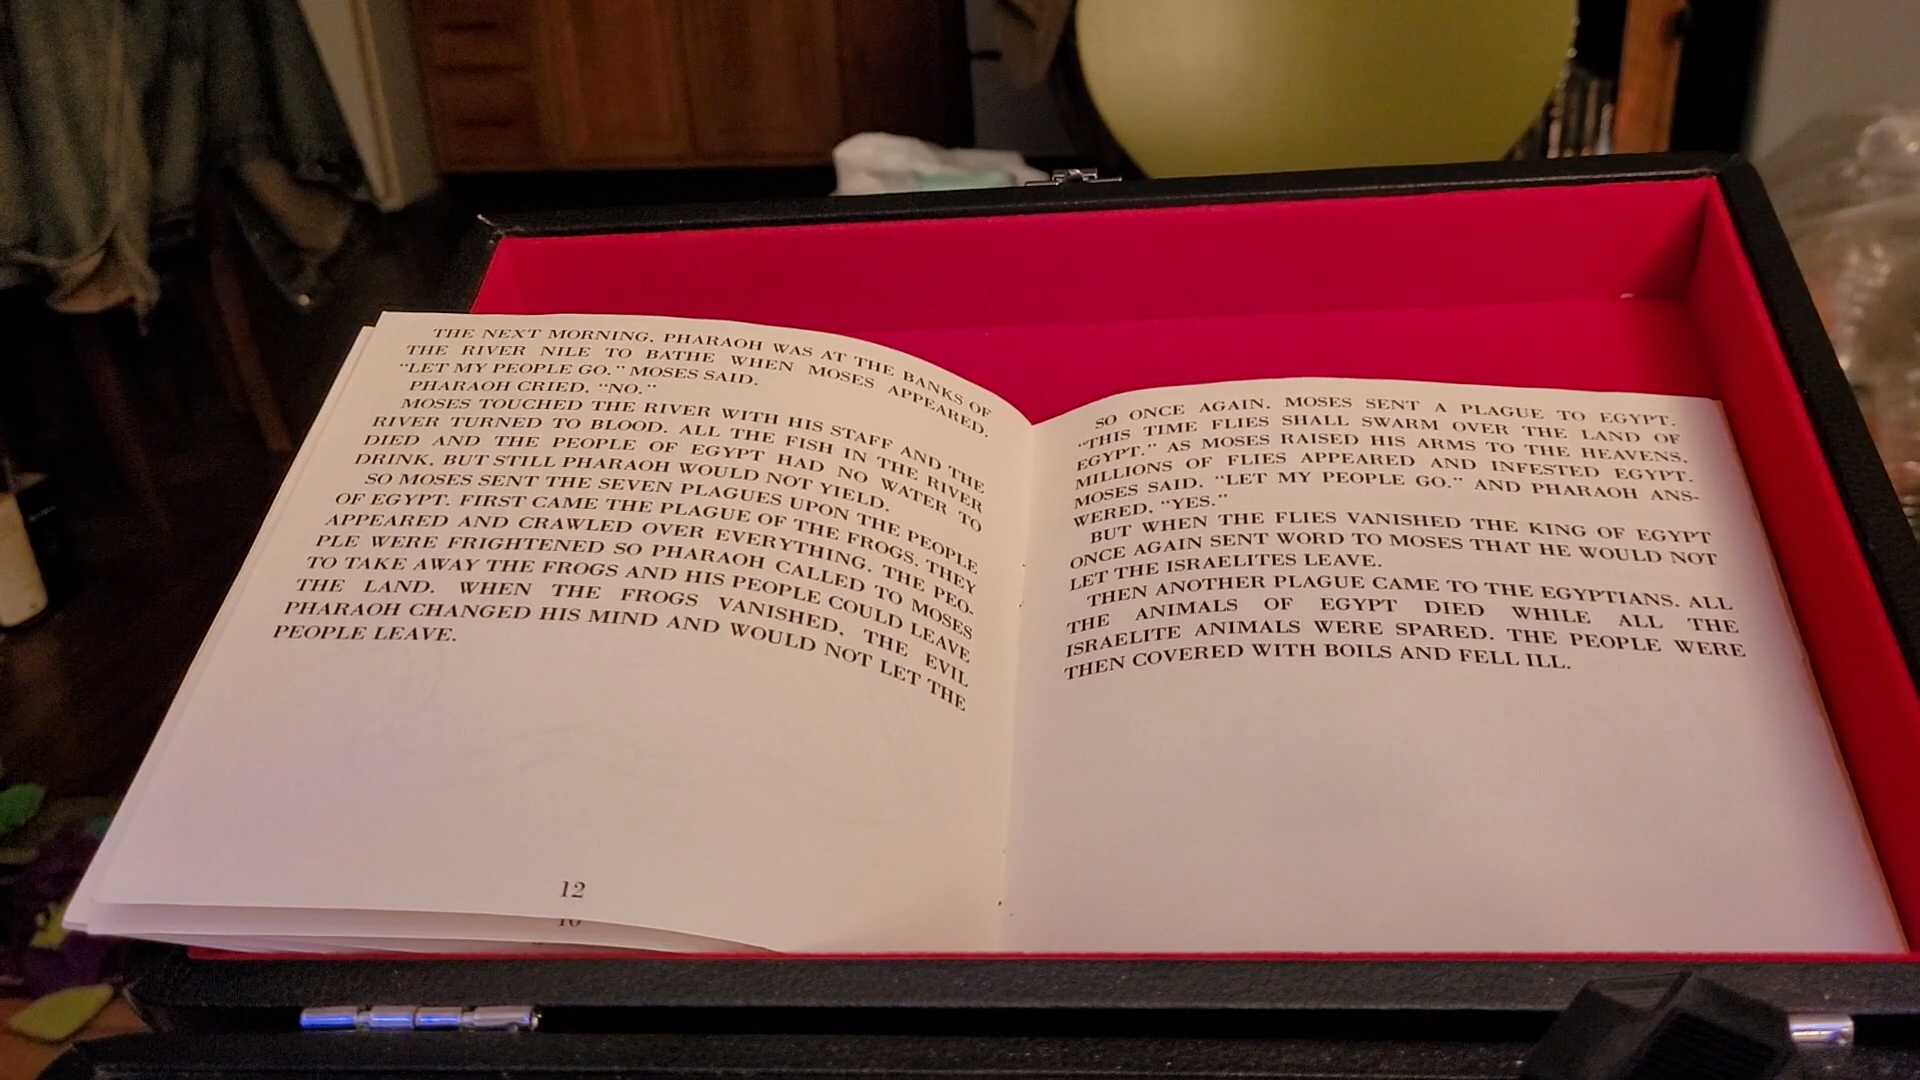 THE NEXT MORNING, PHARAOH WAS AT THE BANKS OF
THE RIVER NILE TO BATHE WHEN MOSES APPEARED.
"LET MY PEOPLE GO." MOSES SAID.
PHARAOH CRIED, "NO."
MOSES TOUCHED THE RIVER WITH HIS STAFF AND THE
RIVER TURNED TO BLOOD. ALL THE FISH IN THE RIVER
DIED AND THE PEOPLE OF EGYPT HAD NO WATER TO
DRINK, BUT STILL PHARAOH WOULD NOT YIELD.
SO MOSES SENT THE SEVEN PLAGUES UPON THE PEOPLE
OF EGYPT. FIRST CAME THE PLAGUE OF THE FROGS. THEY
APPEARED AND CRAWLED OVER EVERYTHING. THE PEO-
PLE WERE FRIGHTENED SO PHARAOH CALLED TO MOSES
TO TAKE AWAY THE FROGS AND HIS PEOPLE COULD LEAVE
THE LAND. WHEN THE FROGS VANISHED, THE EVIL
PHARAOH CHANGED HIS MIND AND WOULD NOT LET THE
PEOPLE LEAVE.
12
10
SO ONCE AGAIN, MOSES SENT A PLAGUE TO EGYPT.
"THIS TIME FLIES SHALL SWARM OVER THE LAND OF
EGYPT." AS MOSES RAISED HIS ARMS TO THE HEAVENS,
MILLIONS OF FLIES APPEARED AND INFESTED EGYPT.
MOSES SAID, "LET MY PEOPLE GO." AND PHARAOH ANS-
WERED, "YES."
BUT WHEN THE FLIES VANISHED THE KING OF EGYPT
ONCE AGAIN SENT WORD TO MOSES THAT HE WOULD NOT
LET THE ISRAELITES LEAVE.
THEN ANOTHER PLAGUE CAME TO THE EGYPTIANS. ALL
THE ANIMALS OF EGYPT DIED WHILE ALL THE
ISRAELITE ANIMALS WERE SPARED. THE PEOPLE WERE
THEN COVERED WITH BOILS AND FELL ILL.